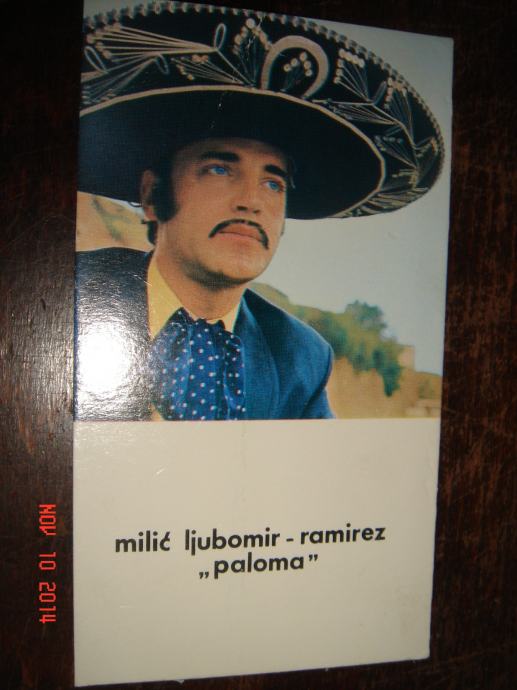 milić ljubomir - ramirez
„paloma”
NOV 10 2014